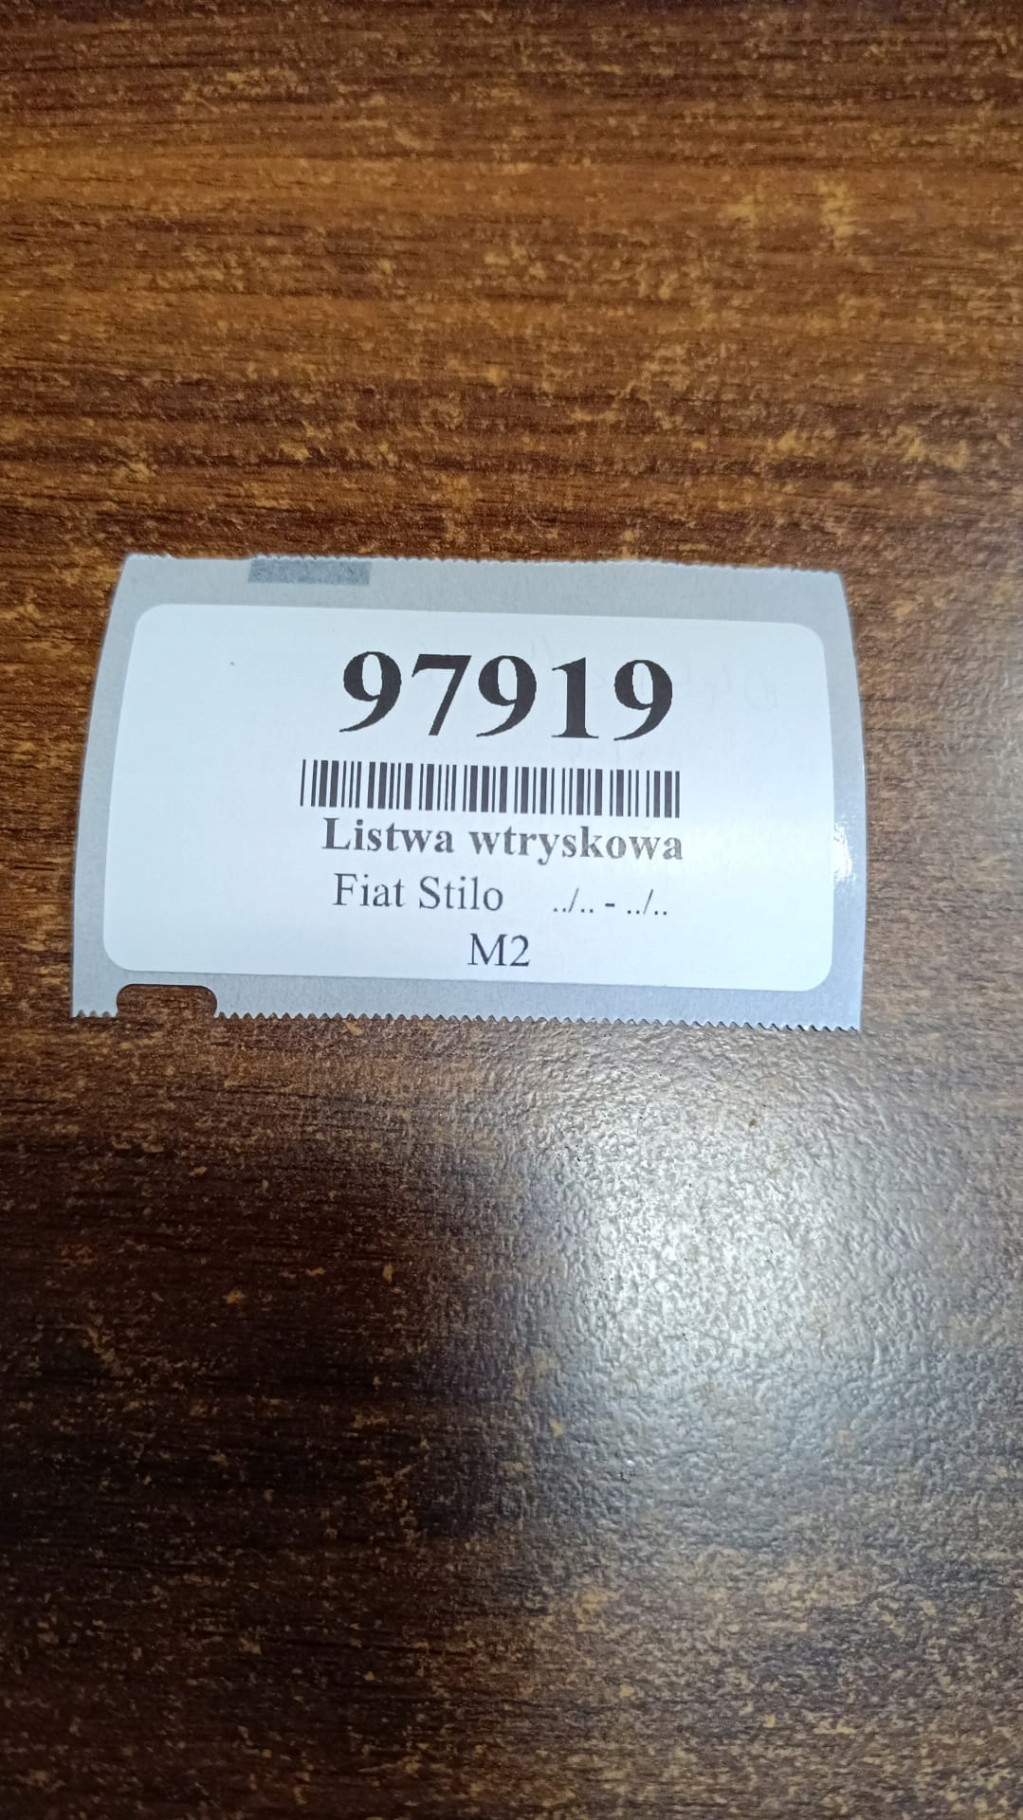 97919
Listwa wtryskowa
Fiat Stilo ../.. - ../..
M2